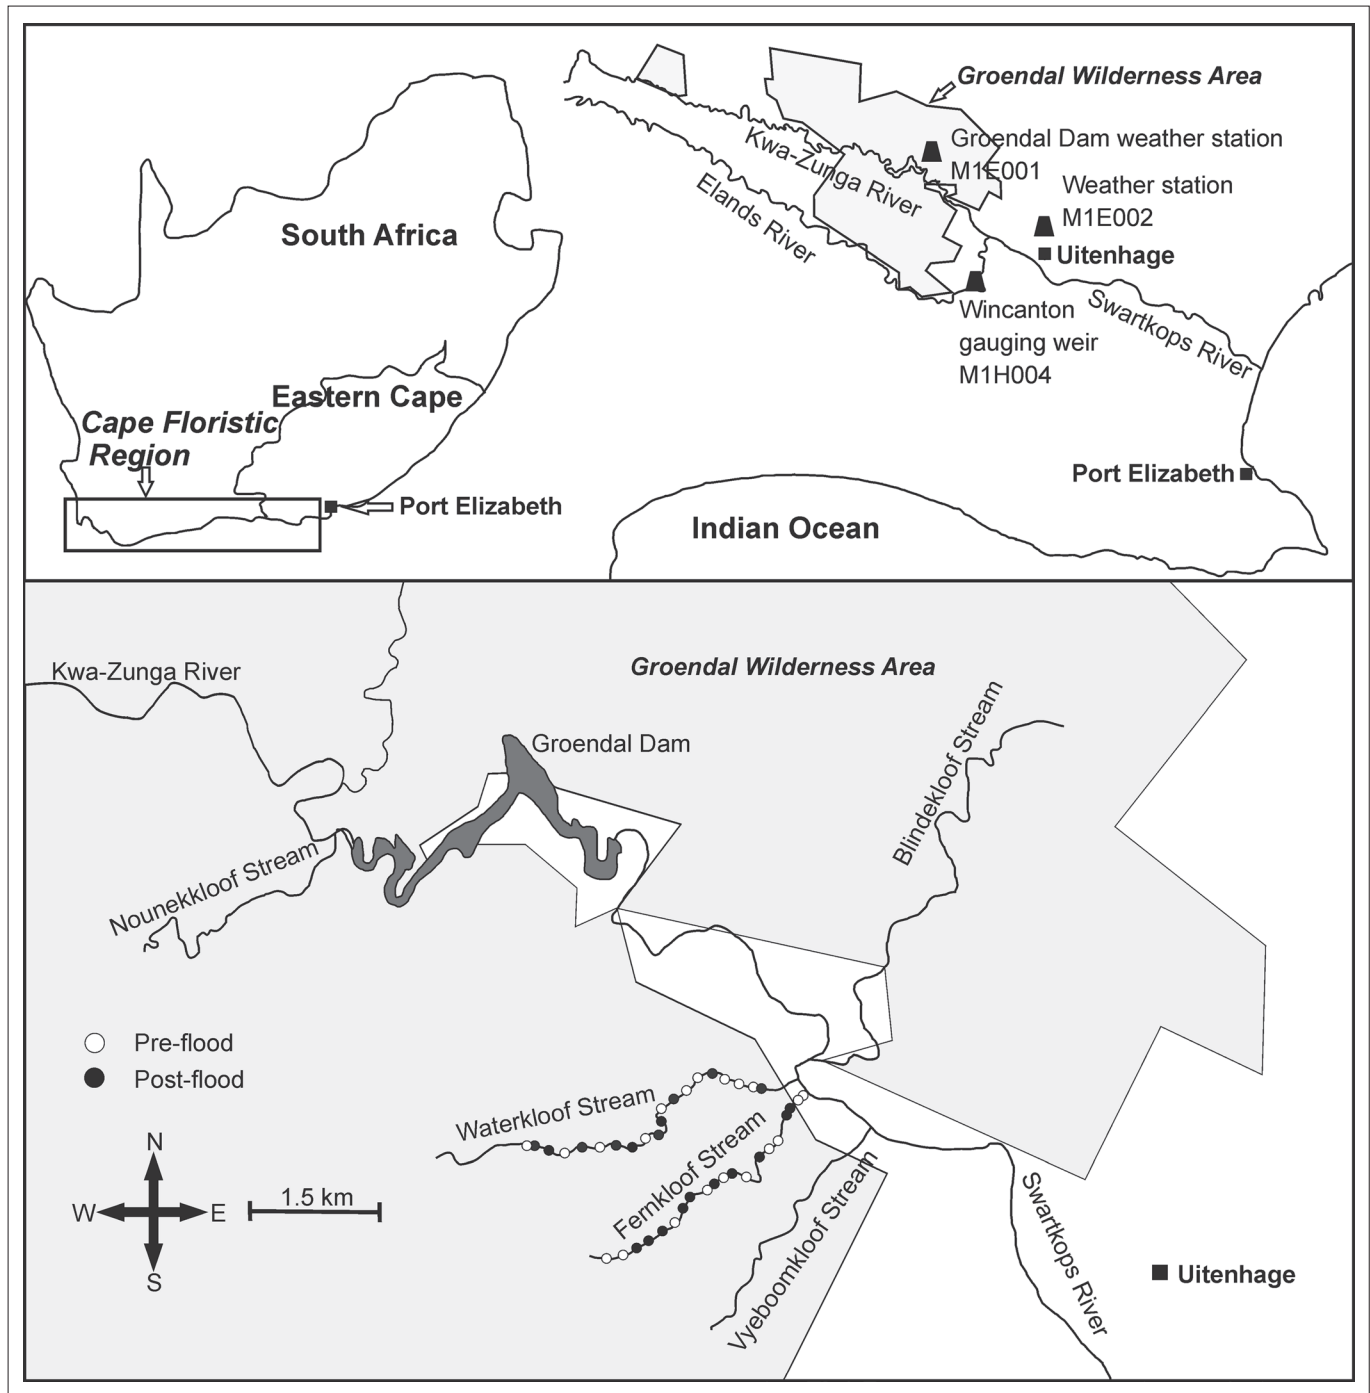 South Africa
Eastern Cape
Cape Floristic
Region
Port Elizabeth
Groendal Wilderness Area
Groendal Dam weather station
M1E001
Weather station
M1E002
Uitenhage
Kwa-Zunga River
Elands River
Wincanton
gauging weir
M1H004
Swartkops River
Port Elizabeth
Indian Ocean
Kwa-Zunga River
Groendal Wilderness Area
Groendal Dam
Blindekloof Stream
Nounekkloof Stream
Pre-flood
Post-flood
Waterkloof Stream
Fernkloof Stream
Vyeboomkloof Stream
Swartkops River
N
W
E
S
1.5 km
Uitenhage